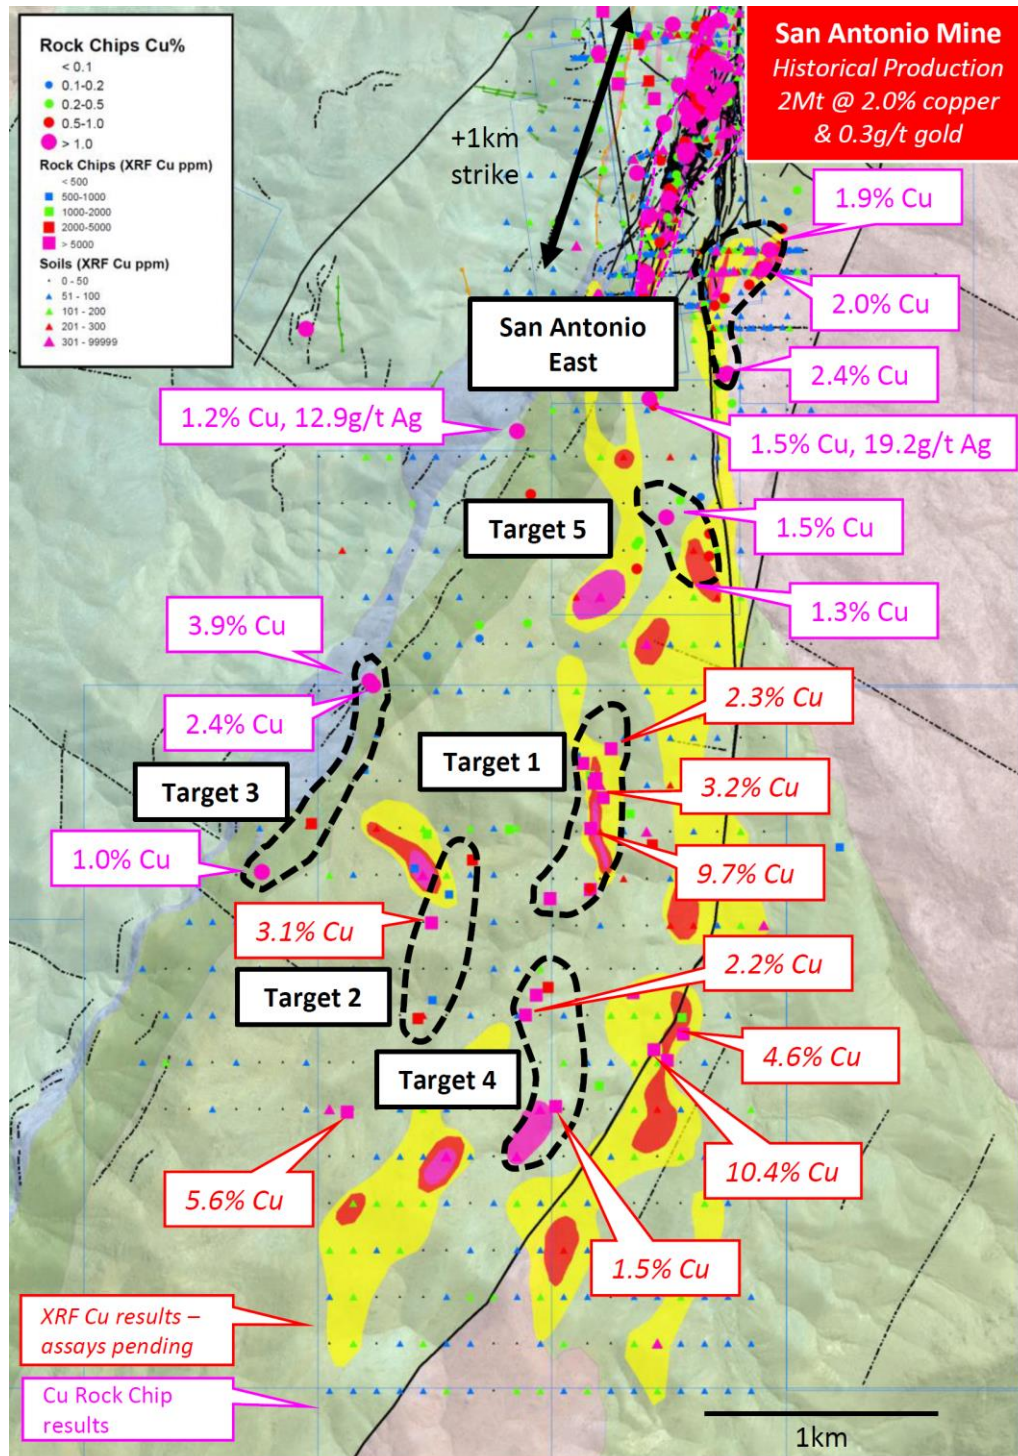 San Antonio Mine
Historical Production
2Mt @ 2.0% copper
& 0.3g/t gold
Rock Chips Cu%
< 0.1
0.1-0.2
0.2-0.5
0.5-1.0
> 1.0
Rock Chips (XRF Cu ppm)
< 500
500-1000
1000-2000
2000-5000
> 5000
Soils (XRF Cu ppm)
0 - 50
51 - 100
101 - 200
201 - 300
301 - 99999
+1km
strike
1.9% Cu
2.0% Cu
San Antonio
East
2.4% Cu
1.2% Cu, 12.9g/t Ag
1.5% Cu, 19.2g/t Ag
Target 5
1.5% Cu
1.3% Cu
3.9% Cu
2.4% Cu
2.3% Cu
Target 1
Target 3
3.2% Cu
1.0% Cu
9.7% Cu
3.1% Cu
2.2% Cu
Target 2
4.6% Cu
Target 4
10.4% Cu
5.6% Cu
1.5% Cu
XRF Cu results –
assays pending
Cu Rock Chip
results
1km